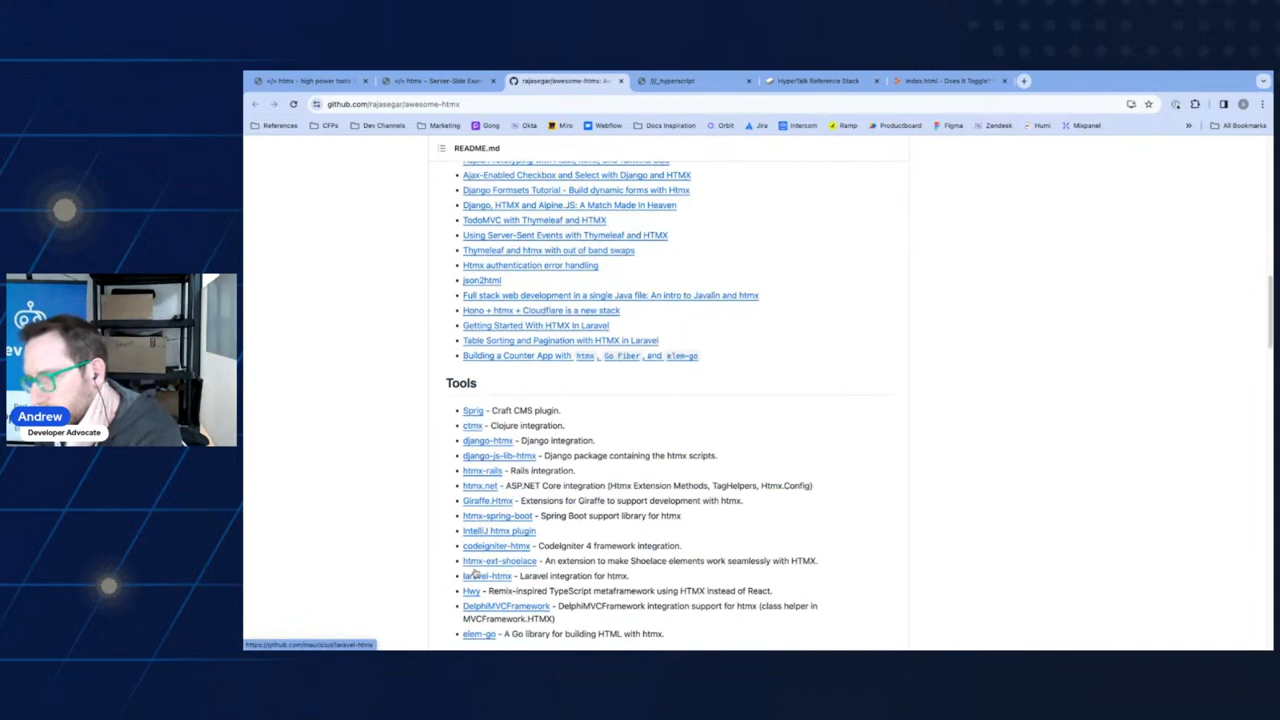 </> htmx - high power tools f
</> htmx ~ Server-Side Exa
rajasegar/awesome-htmx: A
///_hyperscript
HyperTalk Reference Stack
index.html - Does It Toggle?
github.com/rajasegar/awesome-htmx
References
CFPs
Dev Channels
Marketing
Gong
Okta
Miro
Webflow
Docs Inspiration
Orbit
Jira
Intercom
Ramp
Productboard
Figma
Zendesk
Humi
Mixpanel
»
All Bookmarks
README.md
Ajax-Enabled Checkbox and Select with Django and HTMX
Django Formsets Tutorial - Build dynamic forms with Htmx
Django, HTMX and Alpine.JS: A Match Made In Heaven
TodoMVC with Thymeleaf and HTMX
Using Server-Sent Events with Thymeleaf and HTMX
Thymeleaf and htmx with out of band swaps
Htmx authentication error handling
json2html
Full stack web development in a single Java file: An intro to Javalin and htmx
Hono + htmx + Cloudflare is a new stack
Getting Started With HTMX In Laravel
Table Sorting and Pagination with HTMX in Laravel
Building a Counter App with htmx, Go Fiber, and elem-go
Tools
Sprig - Craft CMS plugin.
ctmx - Clojure integration.
django-htmx - Django integration.
django-js-lib-htmx - Django package containing the htmx scripts.
htmx-rails - Rails integration.
htmx.net - ASP.NET Core integration (Htmx Extension Methods, TagHelpers, Htmx.Config)
Giraffe.Htmx - Extensions for Giraffe to support development with htmx.
htmx-spring-boot - Spring Boot support library for htmx
IntelliJ htmx plugin
codeigniter-htmx - CodeIgniter 4 framework integration.
htmx-ext-shoelace - An extension to make Shoelace elements work seamlessly with HTMX.
laravel-htmx - Laravel integration for htmx.
Hwy - Remix-inspired TypeScript metaframework using HTMX instead of React.
DelphiMVCFramework - DelphiMVCFramework integration support for htmx (class helper in
MVCFramework.HTMX)
elem-go - A Go library for building HTML with htmx.
https://github.com/mauricius/laravel-htmx
Andrew
Developer Advocate